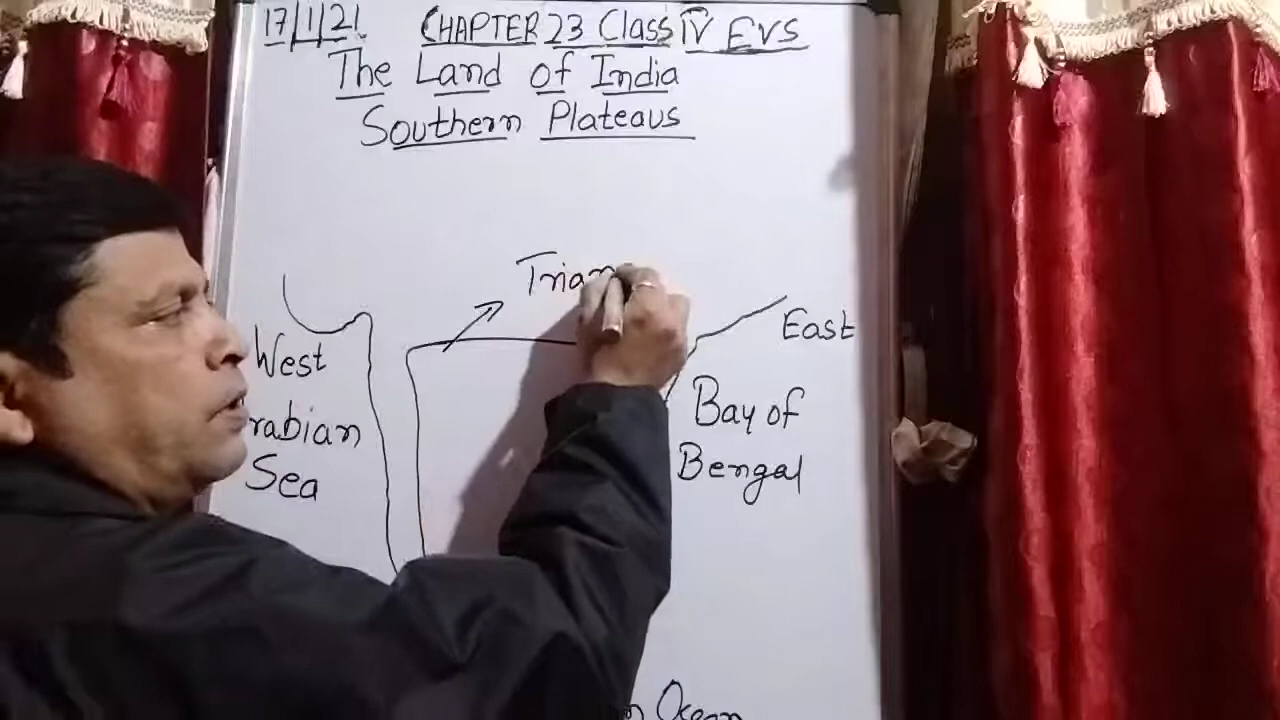 17/1/21. CHAPTER 23 Class IV EVS
The Land of India
Southern Plateaus
Trian
East
West
rabian
Sea
Bay of
Bengal
n Ocean